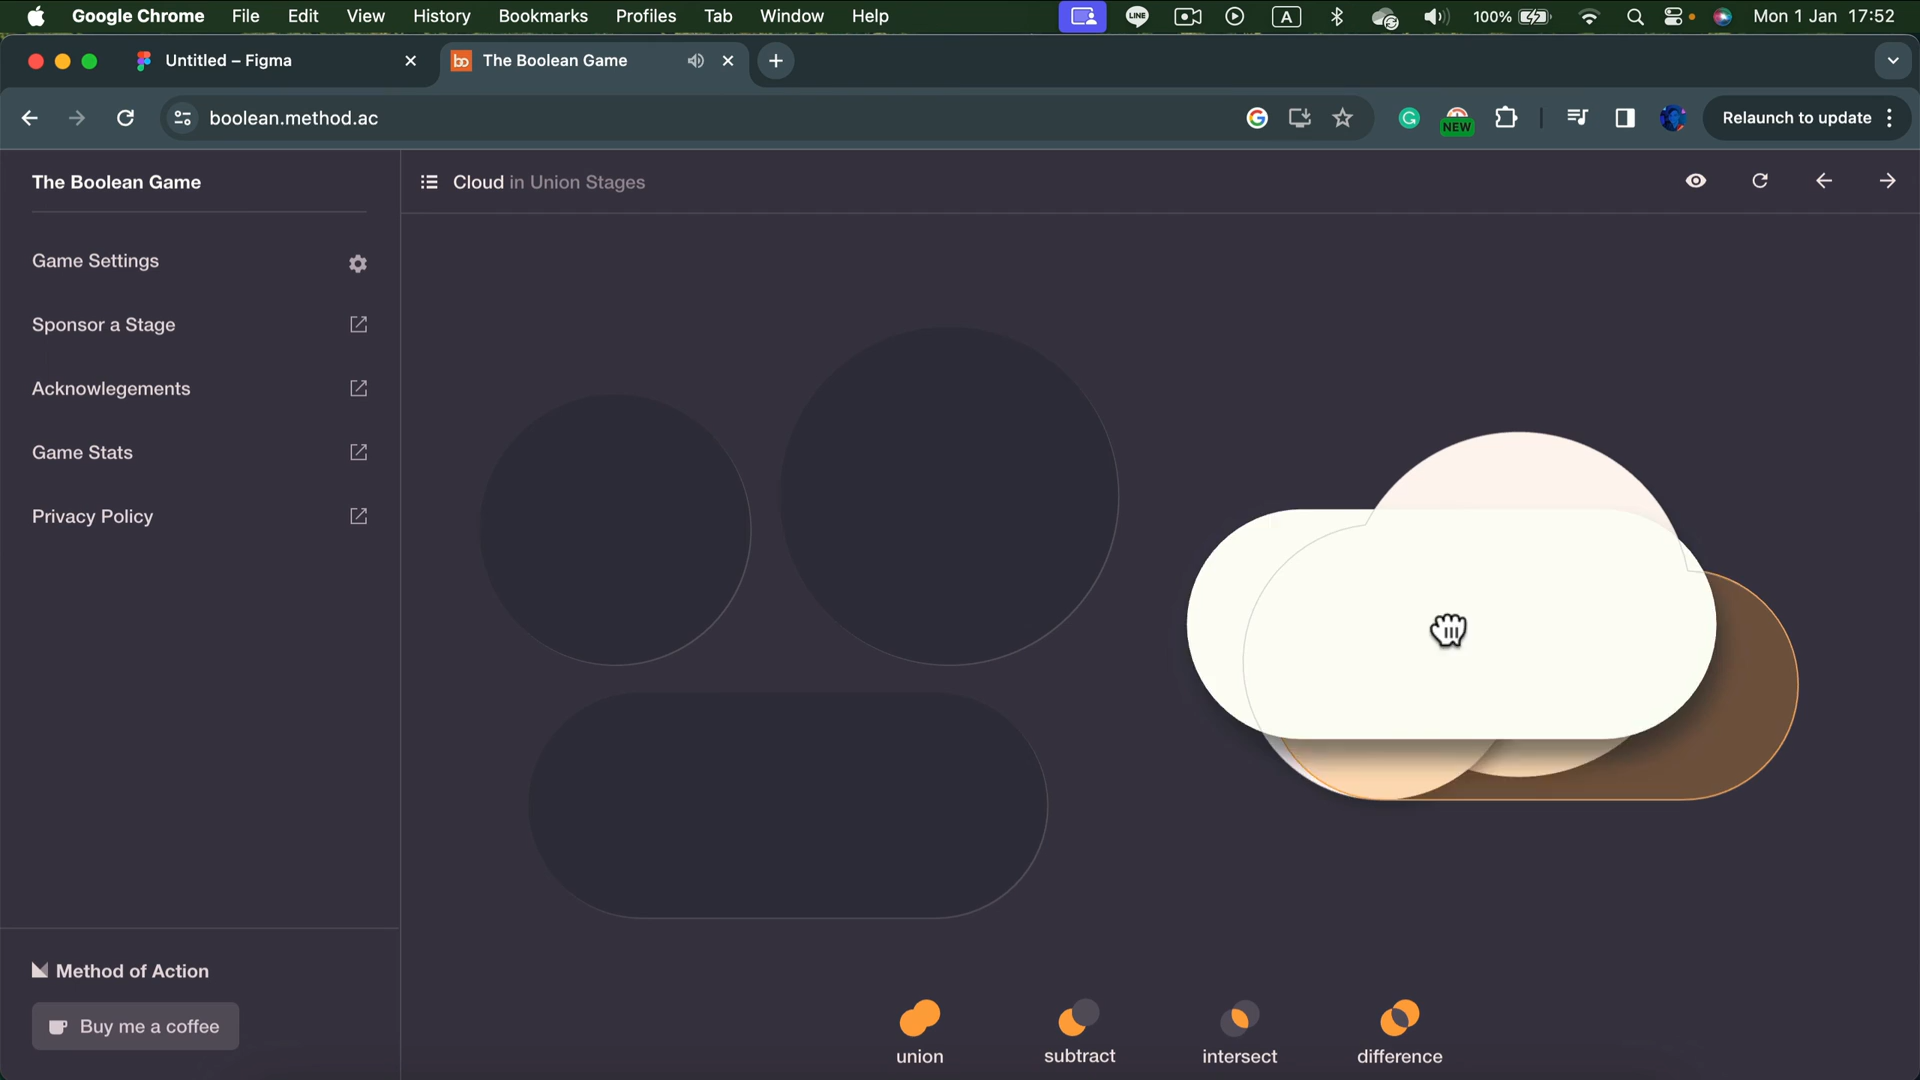 Google Chrome File Edit View History Bookmarks Profiles Tab Window Help LINE A 100% Mon 1 Jan 17:52
Untitled – Figma bo The Boolean Game
boolean.method.ac G G NEW Relaunch to update
The Boolean Game
Cloud in Union Stages
Game Settings
Sponsor a Stage
Acknowlegements
Game Stats
Privacy Policy
Method of Action
Buy me a coffee
union subtract intersect difference